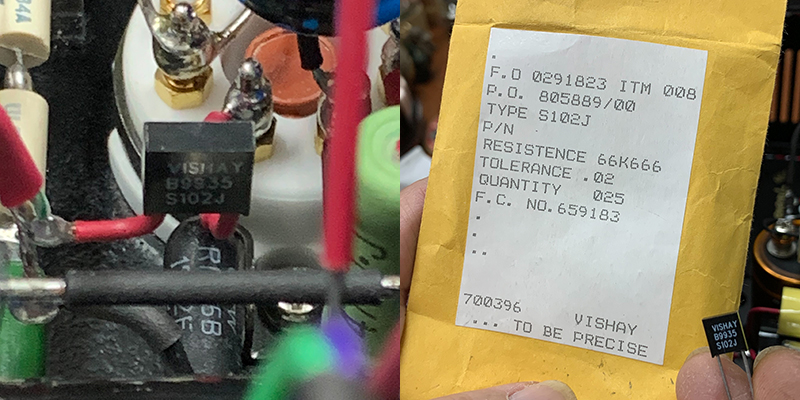 VISHAY
B9935
S102J
F.O 0291823 ITM 008
P.O. 805889/00
TYPE S102J
P/N
RESISTENCE 66K666
TOLERANCE .02
QUANTITY 025
F.C. NO.659183
700396 VISHAY
... TO BE PRECISE
VISHAY
B9935
S102J